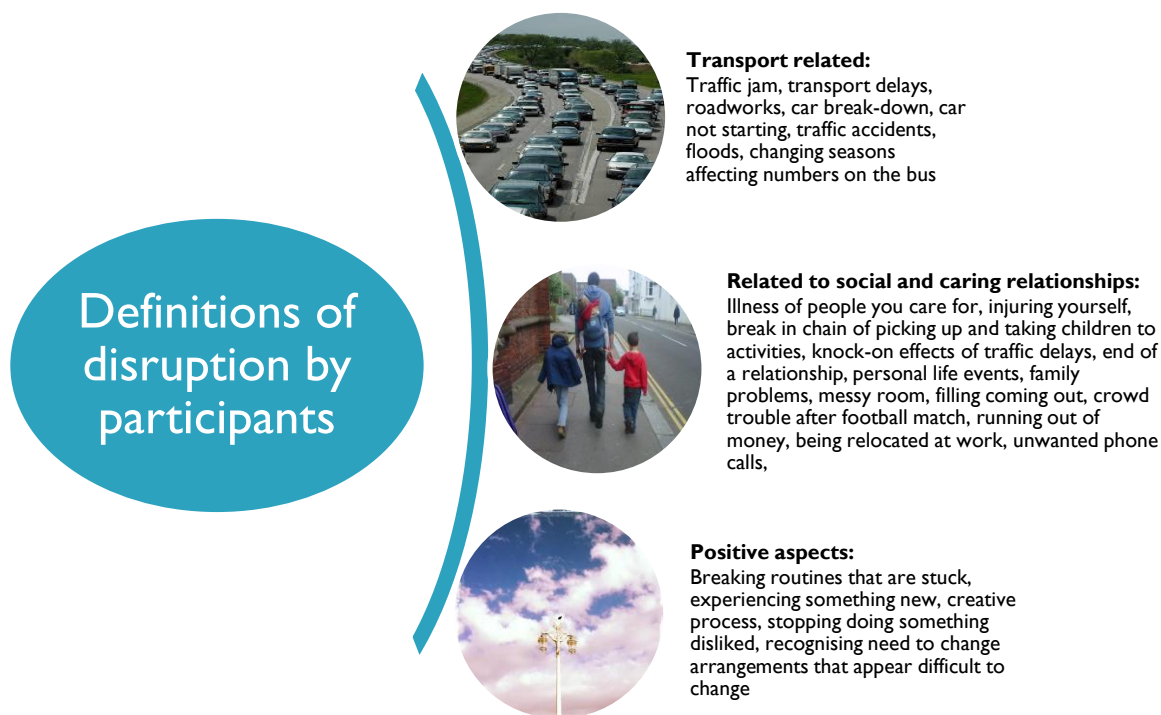 Definitions of
disruption by
participants
Transport related:
Traffic jam, transport delays,
roadworks, car break-down, car
not starting, traffic accidents,
floods, changing seasons
affecting numbers on the bus
Related to social and caring relationships:
Illness of people you care for, injuring yourself,
break in chain of picking up and taking children to
activities, knock-on effects of traffic delays, end of
a relationship, personal life events, family
problems, messy room, filling coming out, crowd
trouble after football match, running out of
money, being relocated at work, unwanted phone
calls,
Positive aspects:
Breaking routines that are stuck,
experiencing something new, creative
process, stopping doing something
disliked, recognising need to change
arrangements that appear difficult to
change